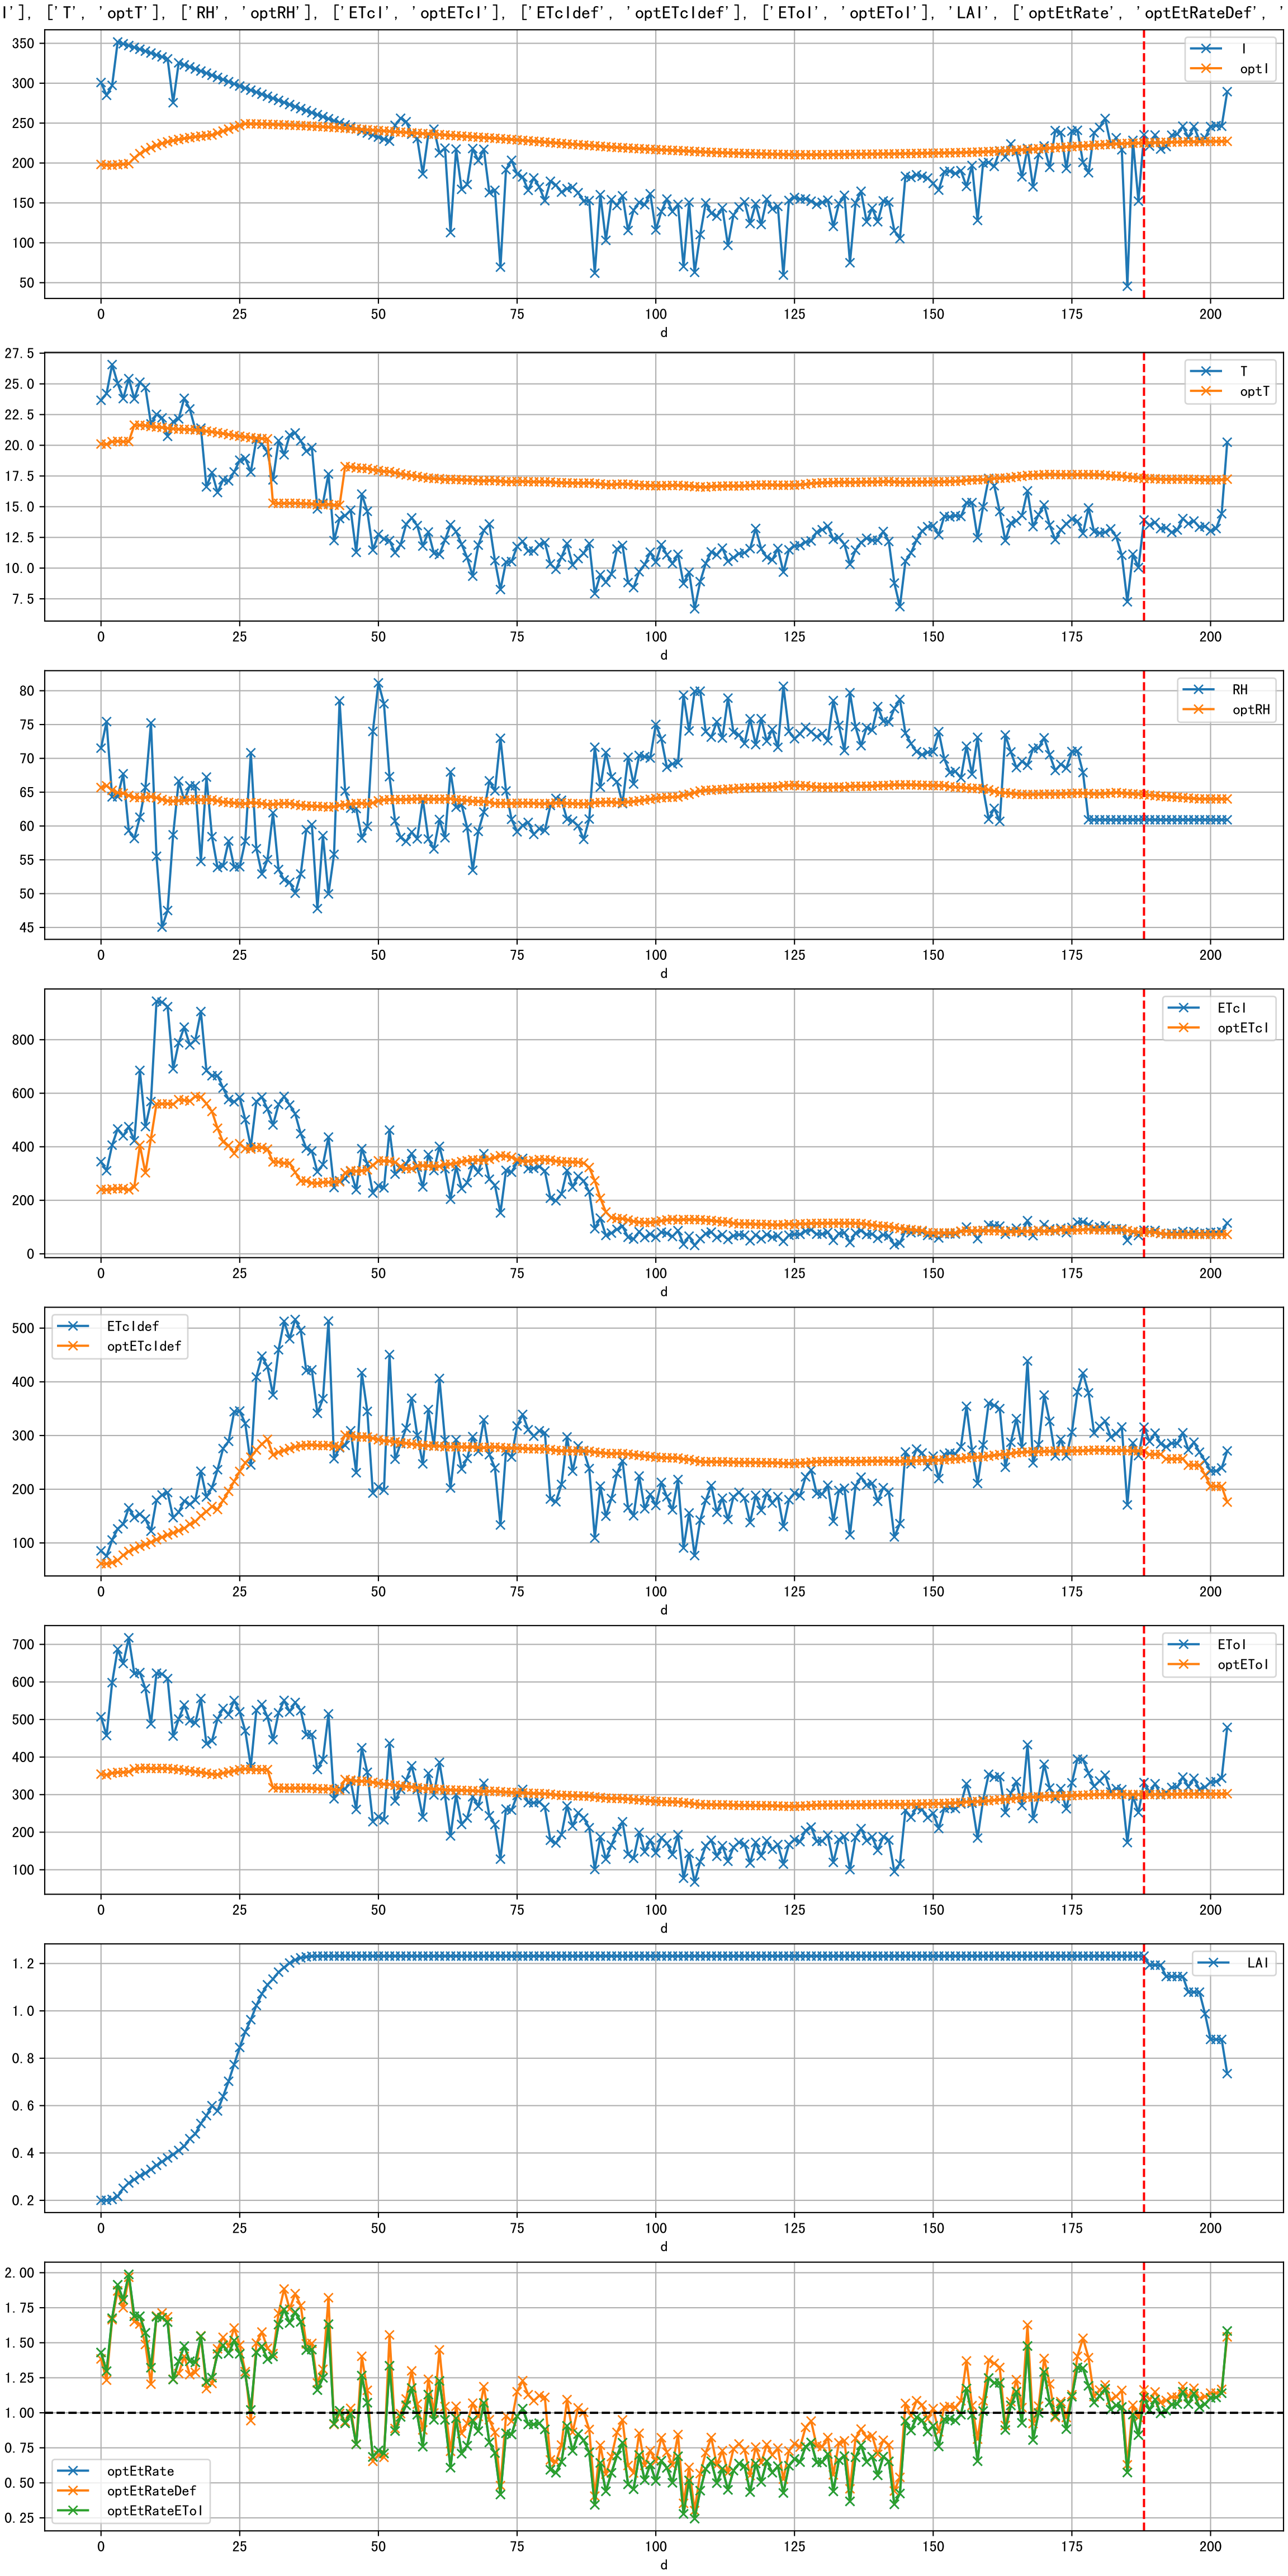 I'], ['T', 'optT'], ['RH', 'optRH'], ['ETcI', 'optETcI'], ['ETcIdef', 'optETcIdef'], ['EToI', 'optEToI'], 'LAI', ['optEtRate', 'optEtRateDef', '
350
300
250
200
150
100
50
I
optI
0 25 50 75 100 125 150 175 200
d
27.5
25.0
22.5
20.0
17.5
15.0
12.5
10.0
7.5
T
optT
0 25 50 75 100 125 150 175 200
d
80
75
70
65
60
55
50
45
RH
optRH
0 25 50 75 100 125 150 175 200
d
800
600
400
200
0
ETcI
optETcI
0 25 50 75 100 125 150 175 200
d
500
400
300
200
100
ETcIdef
optETcIdef
0 25 50 75 100 125 150 175 200
d
700
600
500
400
300
200
100
EToI
optEToI
0 25 50 75 100 125 150 175 200
d
1.2
1.0
0.8
0.6
0.4
0.2
LAI
0 25 50 75 100 125 150 175 200
d
2.00
1.75
1.50
1.25
1.00
0.75
0.50
0.25
optEtRate
optEtRateDef
optEtRateEToI
0 25 50 75 100 125 150 175 200
d